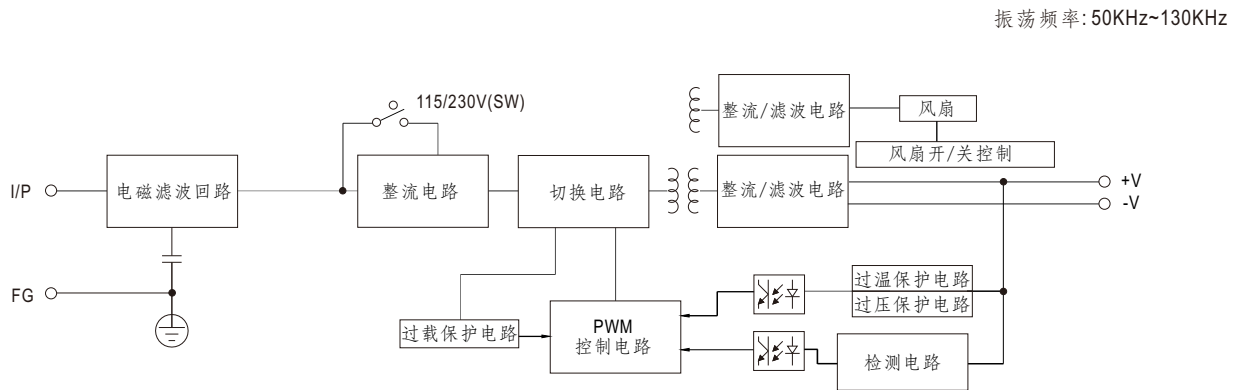 振荡频率: 50KHz~130KHz
115/230V(SW)
整流/滤波电路
风扇
风扇开/关控制
I/P
电磁滤波回路
整流电路
切换电路
整流/滤波电路
+V
-V
FG
过载保护电路
PWM
控制电路
过温保护电路
过压保护电路
检测电路